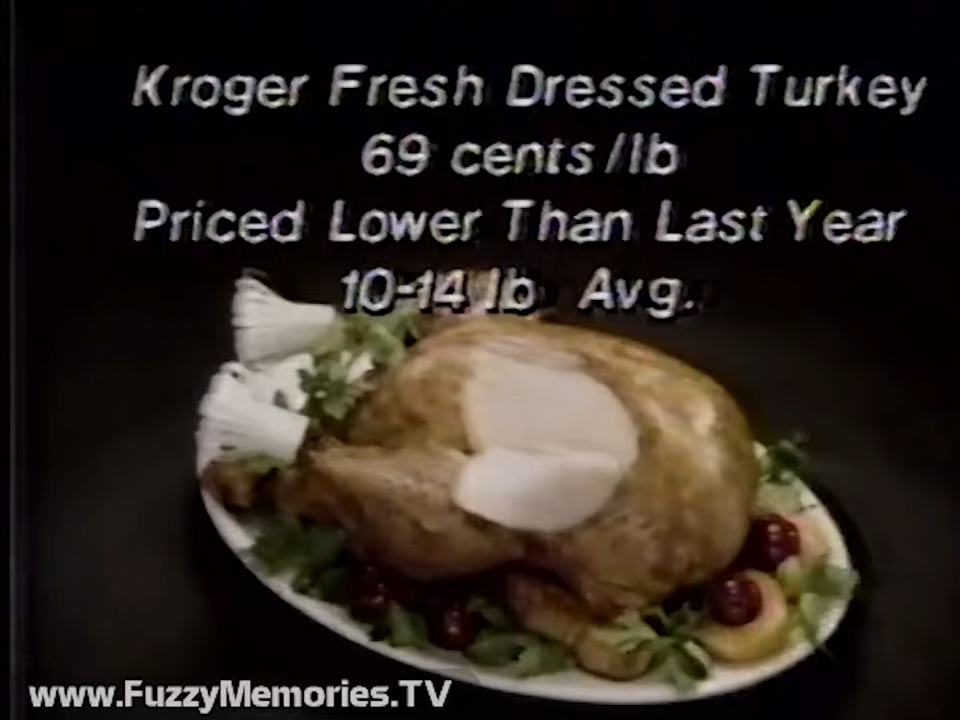 Kroger Fresh Dressed Turkey
69 cents/lb
Priced Lower Than Last Year
10-14 lb Avg.
www.FuzzyMemories.TV